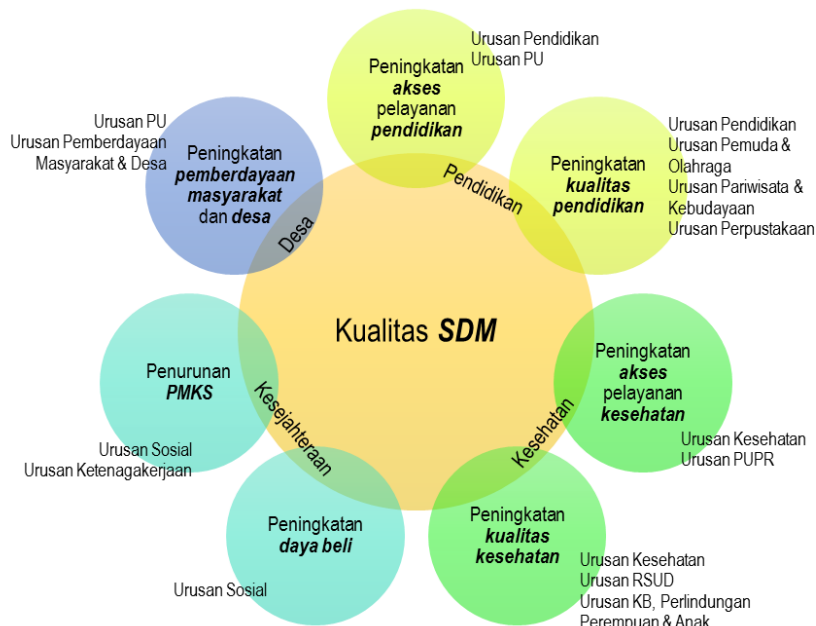 Peningkatan
akses
pelayanan
pendidikan
Urusan Pendidikan
Urusan PU
Peningkatan
kualitas
pendidikan
Urusan Pendidikan
Urusan Pemuda &
Olahraga
Urusan Pariwisata &
Kebudayaan
Urusan Perpustakaan
Pendidikan
Urusan PU
Urusan Pemberdayaan
Masyarakat & Desa
Peningkatan
pemberdayaan
masyarakat
dan desa
Desa
Kualitas SDM
Peningkatan
akses
pelayanan
kesehatan
Urusan Kesehatan
Urusan PUPR
Kesehatan
Penurunan
PMKS
Urusan Sosial
Urusan Ketenagakerjaan
Kesejahteraan
Peningkatan
daya beli
Urusan Sosial
Peningkatan
kualitas
kesehatan
Urusan Kesehatan
Urusan RSUD
Urusan KB, Perlindungan
Perempuan & Anak